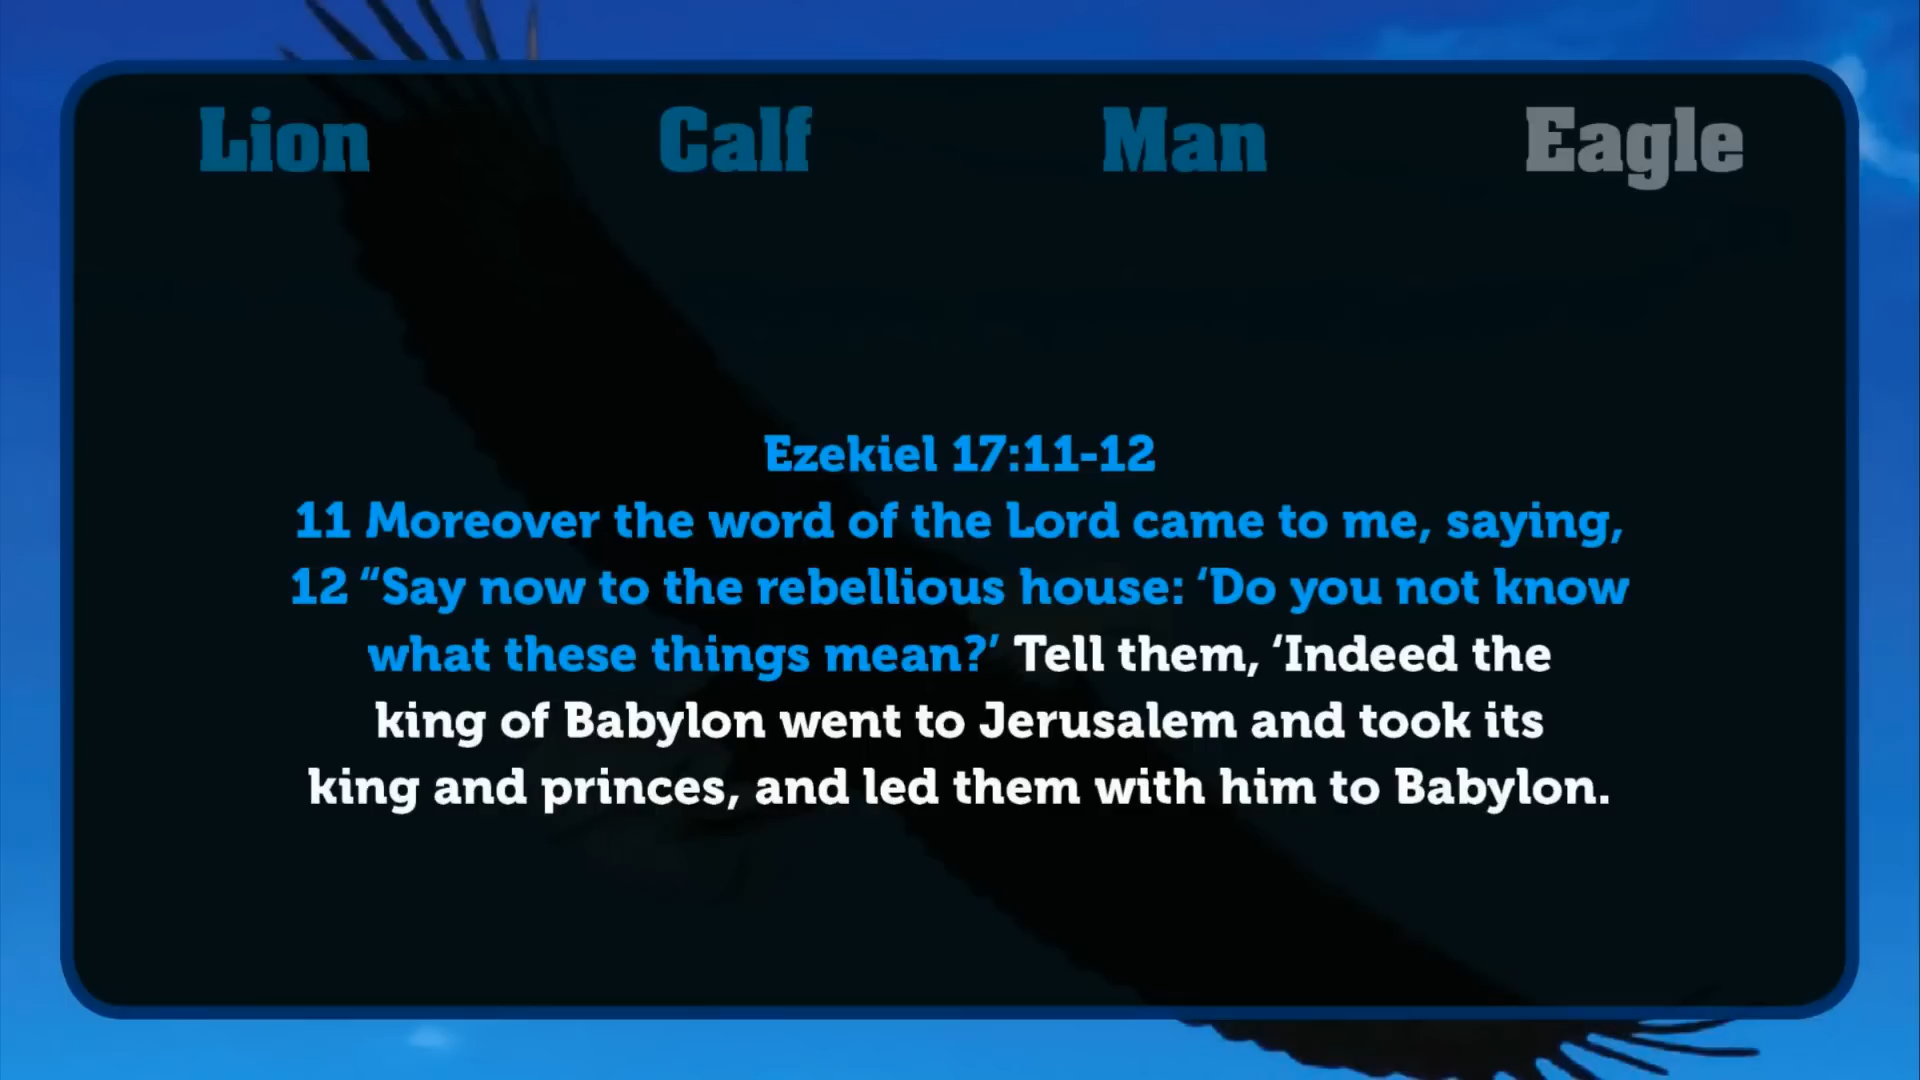 Lion Calf Man Eagle
Ezekiel 17:11-12
11 Moreover the word of the Lord came to me, saying,
12 “Say now to the rebellious house: ‘Do you not know
what these things mean?’ Tell them, ‘Indeed the
king of Babylon went to Jerusalem and took its
king and princes, and led them with him to Babylon.